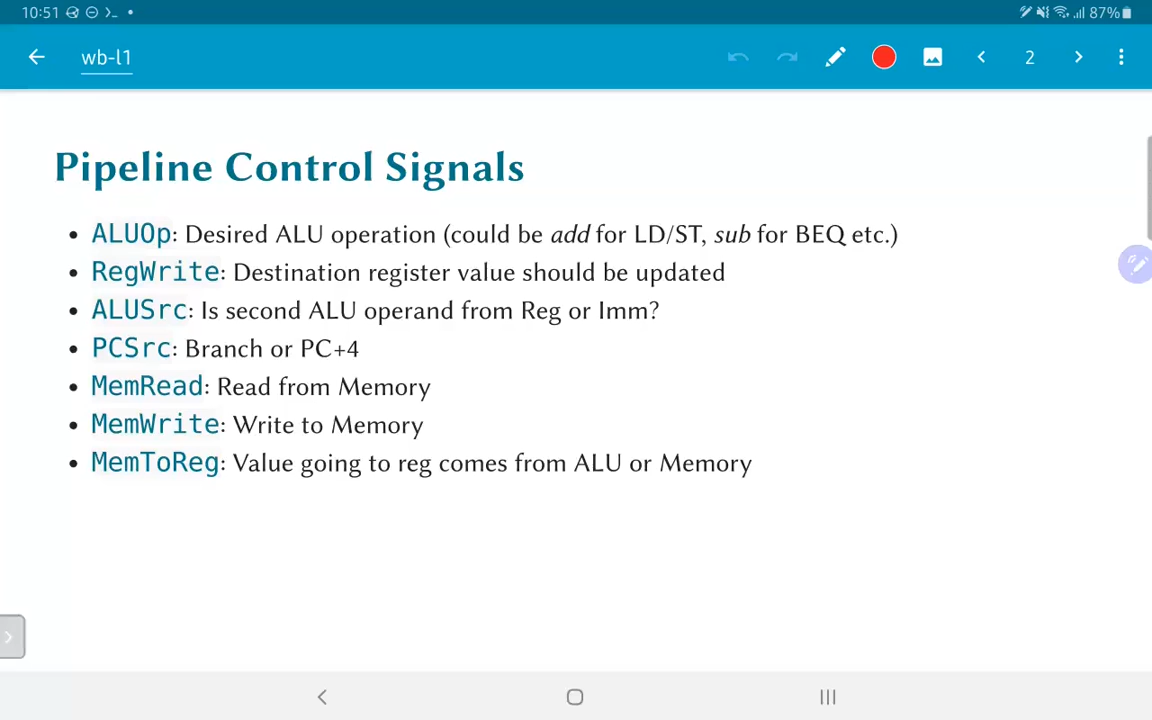 10:51 87%
wb-l1 2
Pipeline Control Signals
• ALUOp: Desired ALU operation (could be add for LD/ST, sub for BEQ etc.)
• RegWrite: Destination register value should be updated
• ALUSrc: Is second ALU operand from Reg or Imm?
• PCSrc: Branch or PC+4
• MemRead: Read from Memory
• MemWrite: Write to Memory
• MemToReg: Value going to reg comes from ALU or Memory